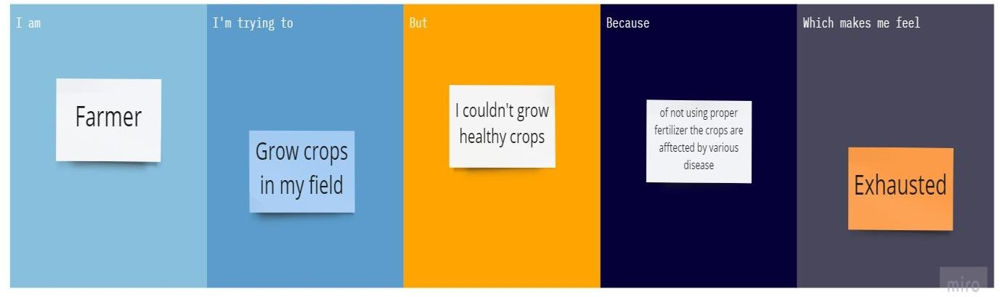 I am
I'm trying to
But
Because
Which makes me feel
Farmer
Grow crops
in my field
I couldn't grow
healthy crops
of not using proper
fertilizer the crops are
afftected by various
disease
Exhausted
miro